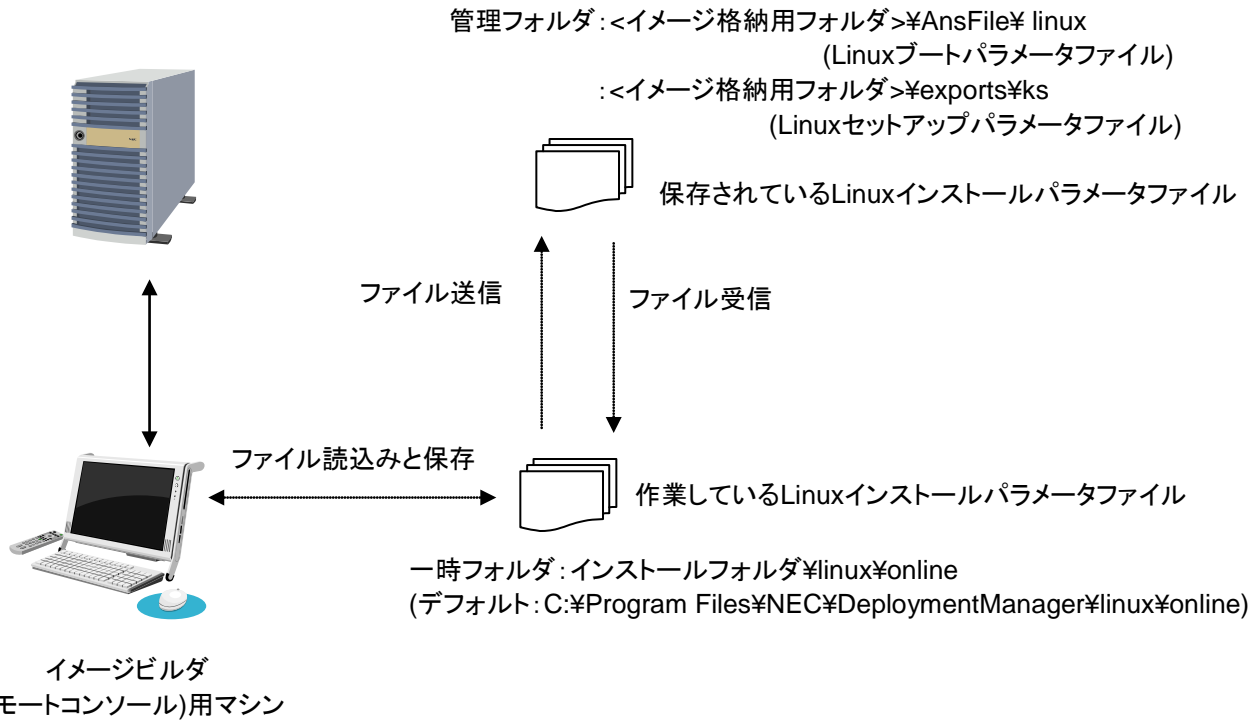 管理フォルダ:<イメージ格納用フォルダ>¥AnsFile¥ linux
(Linuxブートパラメータファイル)
:<イメージ格納用フォルダ>¥exports¥ks
(Linuxセットアップパラメータファイル)
保存されているLinuxインストールパラメータファイル
ファイル送信
ファイル受信
ファイル読込みと保存
作業しているLinuxインストールパラメータファイル
一時フォルダ:インストールフォルダ¥linux¥online
(デフォルト:C:¥Program Files¥NEC¥DeploymentManager¥linux¥online)
イメージビルダ
モートコンソール)用マシン